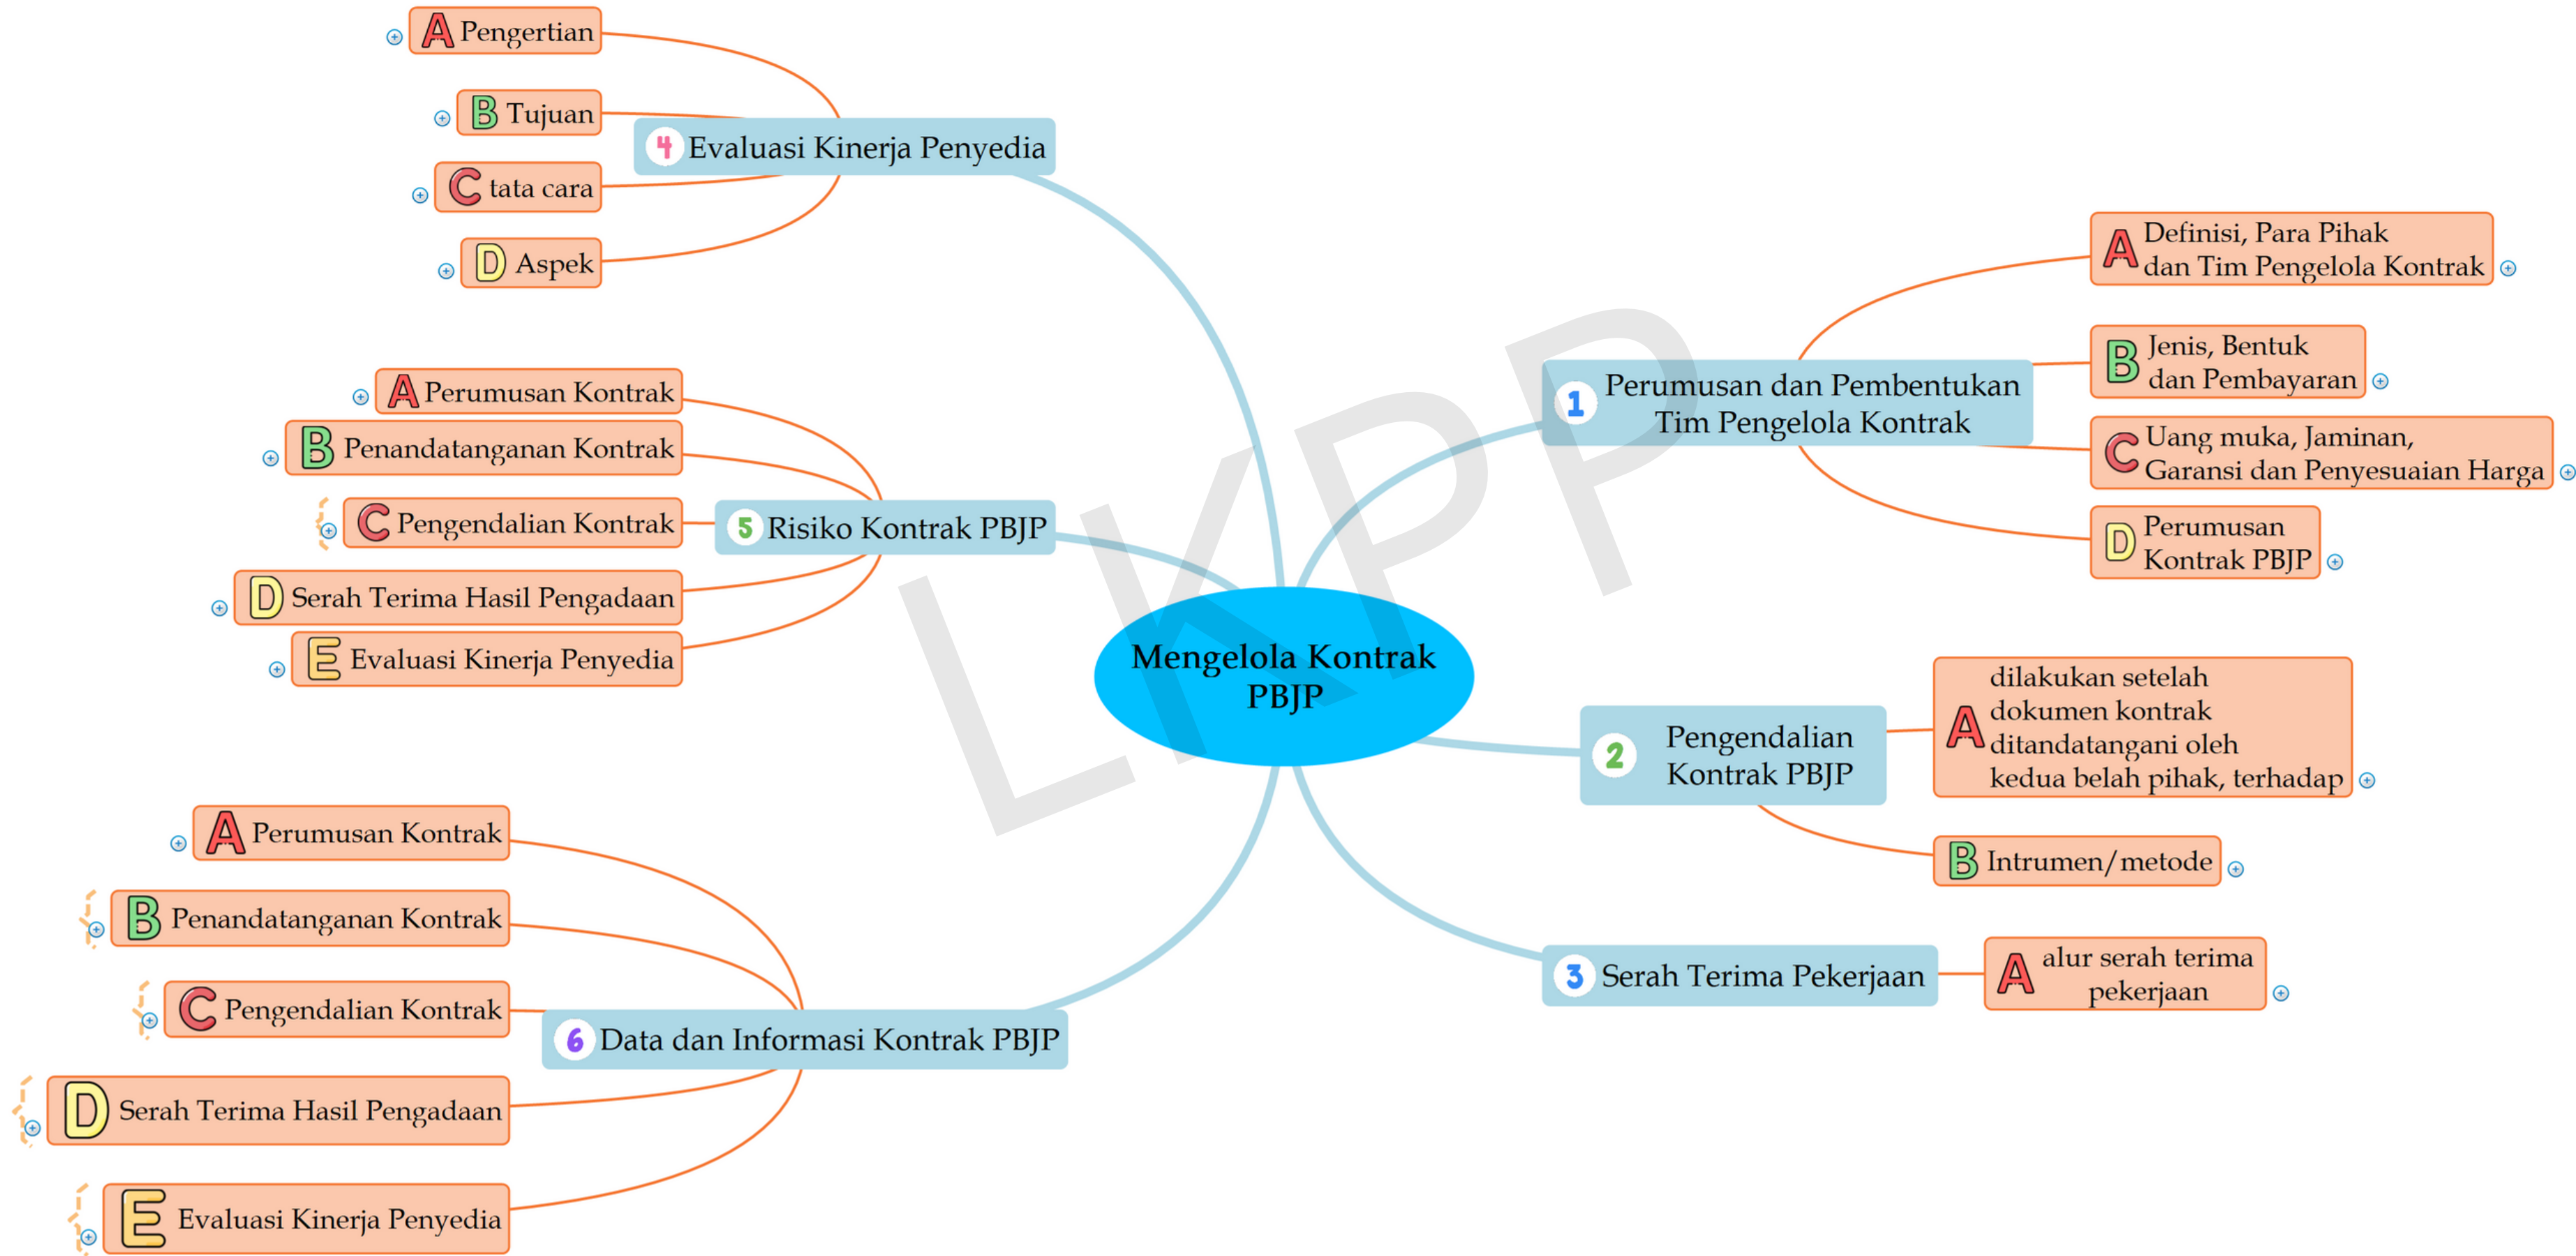 Mengelola Kontrak
PBJP
1 Perumusan dan Pembentukan
Tim Pengelola Kontrak
A Definisi, Para Pihak
dan Tim Pengelola Kontrak
B Jenis, Bentuk
dan Pembayaran
C Uang muka, Jaminan,
Garansi dan Penyesuaian Harga
D Perumusan
Kontrak PBJP
2 Pengendalian
Kontrak PBJP
A dilakukan setelah
dokumen kontrak
ditandatangani oleh
kedua belah pihak, terhadap
B Intrumen/metode
3 Serah Terima Pekerjaan
A alur serah terima
pekerjaan
4 Evaluasi Kinerja Penyedia
A Pengertian
B Tujuan
C tata cara
D Aspek
5 Risiko Kontrak PBJP
A Perumusan Kontrak
B Penandatanganan Kontrak
C Pengendalian Kontrak
D Serah Terima Hasil Pengadaan
E Evaluasi Kinerja Penyedia
6 Data dan Informasi Kontrak PBJP
A Perumusan Kontrak
B Penandatanganan Kontrak
C Pengendalian Kontrak
D Serah Terima Hasil Pengadaan
E Evaluasi Kinerja Penyedia
LKPP